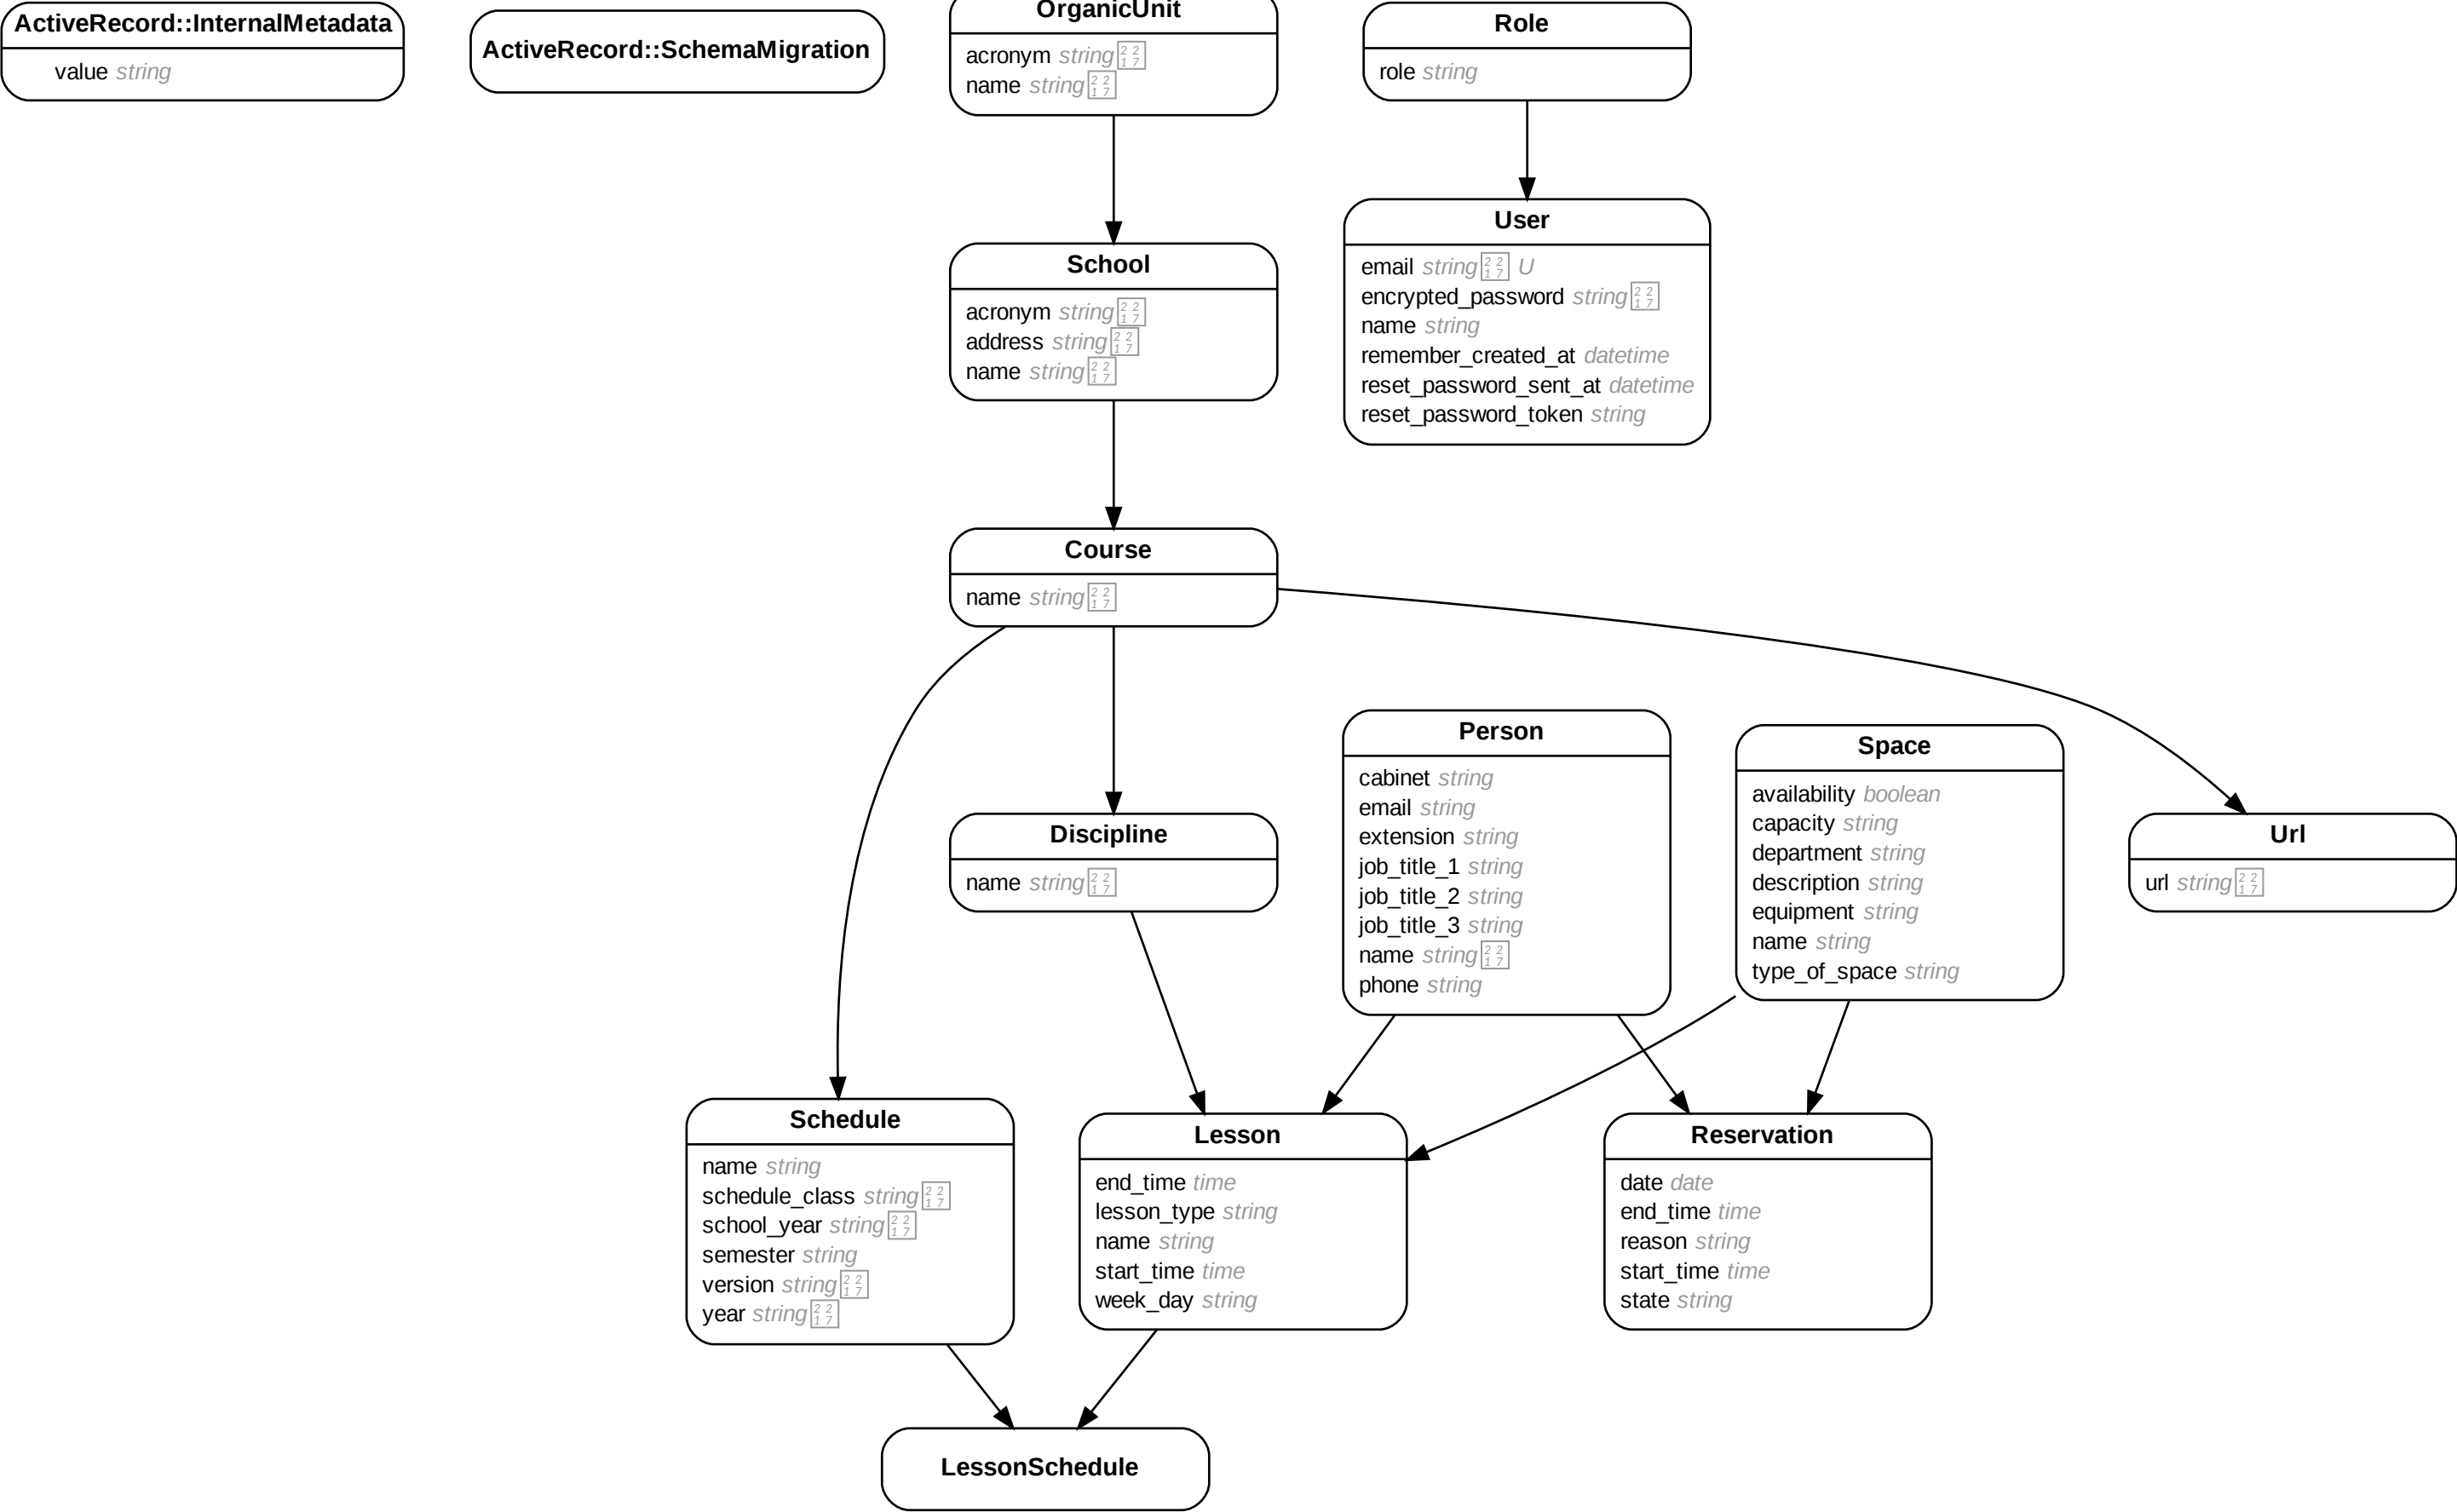 ActiveRecord::InternalMetadata
value string
ActiveRecord::SchemaMigration
OrganicUnit
acronym string ∗
name string ∗
Role
role string
School
acronym string ∗
address string ∗
name string ∗
User
email string ∗ U
encrypted_password string ∗
name string
remember_created_at datetime
reset_password_sent_at datetime
reset_password_token string
Course
name string ∗
Discipline
name string ∗
Person
cabinet string
email string
extension string
job_title_1 string
job_title_2 string
job_title_3 string
name string ∗
phone string
Space
availability boolean
capacity string
department string
description string
equipment string
name string
type_of_space string
Url
url string ∗
Schedule
name string
schedule_class string ∗
school_year string ∗
semester string
version string ∗
year string ∗
Lesson
end_time time
lesson_type string
name string
start_time time
week_day string
Reservation
date date
end_time time
reason string
start_time time
state string
LessonSchedule